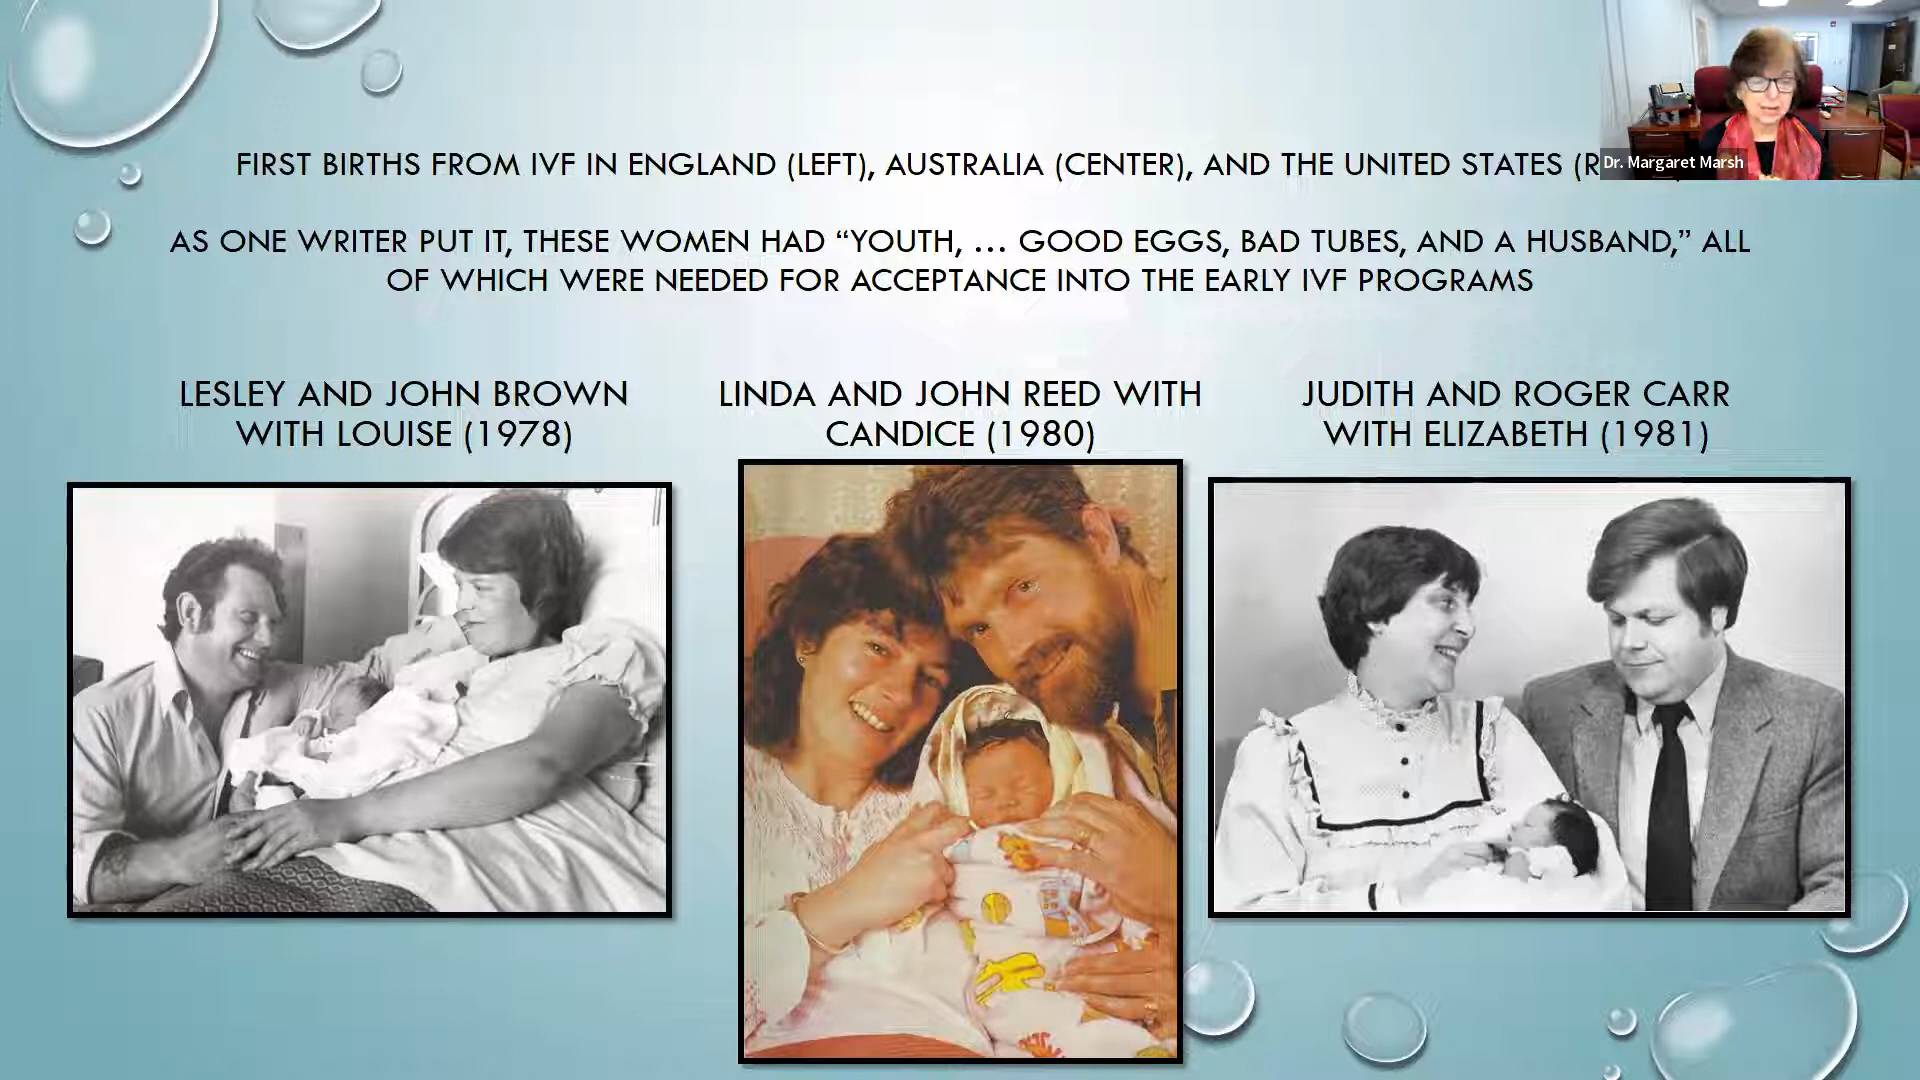 FIRST BIRTHS FROM IVF IN ENGLAND (LEFT), AUSTRALIA (CENTER), AND THE UNITED STATES
Dr. Margaret Marsh
AS ONE WRITER PUT IT, THESE WOMEN HAD “YOUTH, … GOOD EGGS, BAD TUBES, AND A HUSBAND,” ALL
OF WHICH WERE NEEDED FOR ACCEPTANCE INTO THE EARLY IVF PROGRAMS
LESLEY AND JOHN BROWN
WITH LOUISE (1978)
LINDA AND JOHN REED WITH
CANDICE (1980)
JUDITH AND ROGER CARR
WITH ELIZABETH (1981)